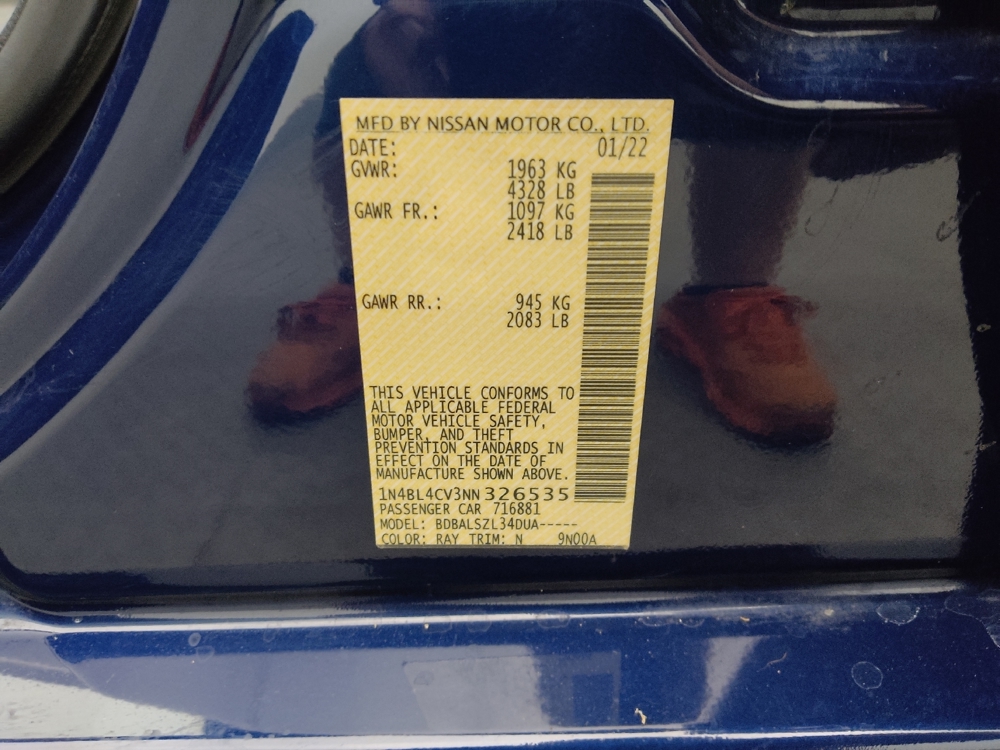 MFD BY NISSAN MOTOR CO., LTD.
DATE: 01/22
GVWR: 1963 KG
4328 LB
GAWR FR.: 1097 KG
2418 LB
GAWR RR.: 945 KG
2083 LB
THIS VEHICLE CONFORMS TO
ALL APPLICABLE FEDERAL
MOTOR VEHICLE SAFETY,
BUMPER, AND THEFT
PREVENTION STANDARDS IN
EFFECT ON THE DATE OF
MANUFACTURE SHOWN ABOVE.
1N4BL4CV3NN326535
PASSENGER CAR 716881
MODEL: BDBALSZL34DUA-----
COLOR: RAY TRIM: N 9N00A